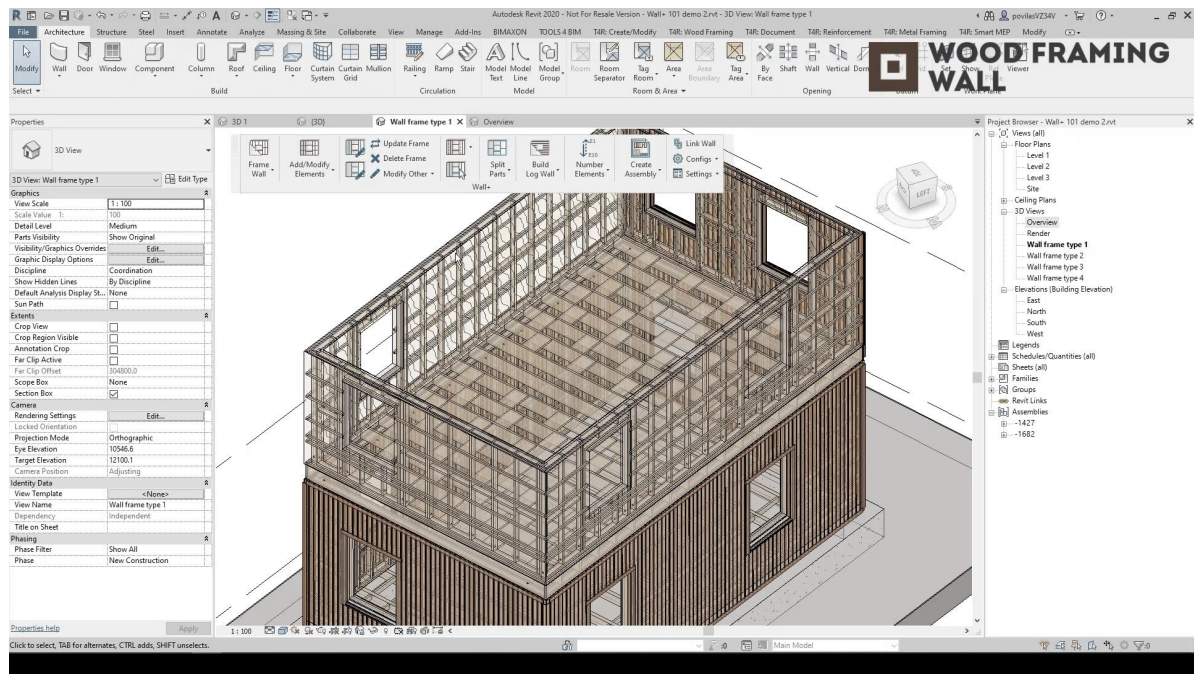 Autodesk Revit 2020 - Not For Resale Version - Wall+ 101 demo 2.rvt - 3D View: Wall frame type 1
povilasVZ34V
File Architecture Structure Steel Insert Annotate Analyze Massing & Site Collaborate View Manage Add-Ins BIMAXON TOOLS 4 BIM T4R: Create/Modify T4R: Wood Framing T4R: Document T4R: Reinforcement T4R: Metal Framing T4R: Smart MEP Modify
Modify Wall Door Window Component Column Roof Ceiling Floor Curtain System Curtain Grid Mullion Railing Ramp Stair Model Text Model Line Model Group Room Room Separator Tag Room Area Area Boundary Tag Area By Face Shaft Wall Vertical Set Show Viewer
WOOD FRAMING
WALL
Select Build Circulation Model Room & Area Opening
Properties
3D 1 {3D} Wall frame type 1 Overview
3D View
3D View: Wall frame type 1 Edit Type
Graphics
View Scale 1 : 100
Scale Value 1: 100
Detail Level Medium
Parts Visibility Show Original
Visibility/Graphics Overrides Edit...
Graphic Display Options Edit...
Discipline Coordination
Show Hidden Lines By Discipline
Default Analysis Display St... None
Sun Path
Extents
Crop View
Crop Region Visible
Annotation Crop
Far Clip Active
Far Clip Offset 304800.0
Scope Box None
Section Box
Camera
Rendering Settings Edit...
Locked Orientation
Projection Mode Orthographic
Eye Elevation 10546.6
Target Elevation 12100.1
Camera Position Adjusting
Identity Data
View Template <None>
View Name Wall frame type 1
Dependency Independent
Title on Sheet
Phasing
Phase Filter Show All
Phase New Construction
Properties help Apply
Frame Wall
Add/Modify Elements
Update Frame
Delete Frame
Modify Other
Split Parts
Build Log Wall
Number Elements
Create Assembly
Link Wall
Configs
Settings
Wall+
LEFT
Project Browser - Wall+ 101 demo 2.rvt
Views (all)
Floor Plans
Level 1
Level 2
Level 3
Site
Ceiling Plans
3D Views
Overview
Render
Wall frame type 1
Wall frame type 2
Wall frame type 3
Wall frame type 4
Elevations (Building Elevation)
East
North
South
West
Legends
Schedules/Quantities (all)
Sheets (all)
Families
Groups
Revit Links
Assemblies
-1427
-1682
1 : 100
Click to select, TAB for alternates, CTRL adds, SHIFT unselects.
:0 Main Model
:0